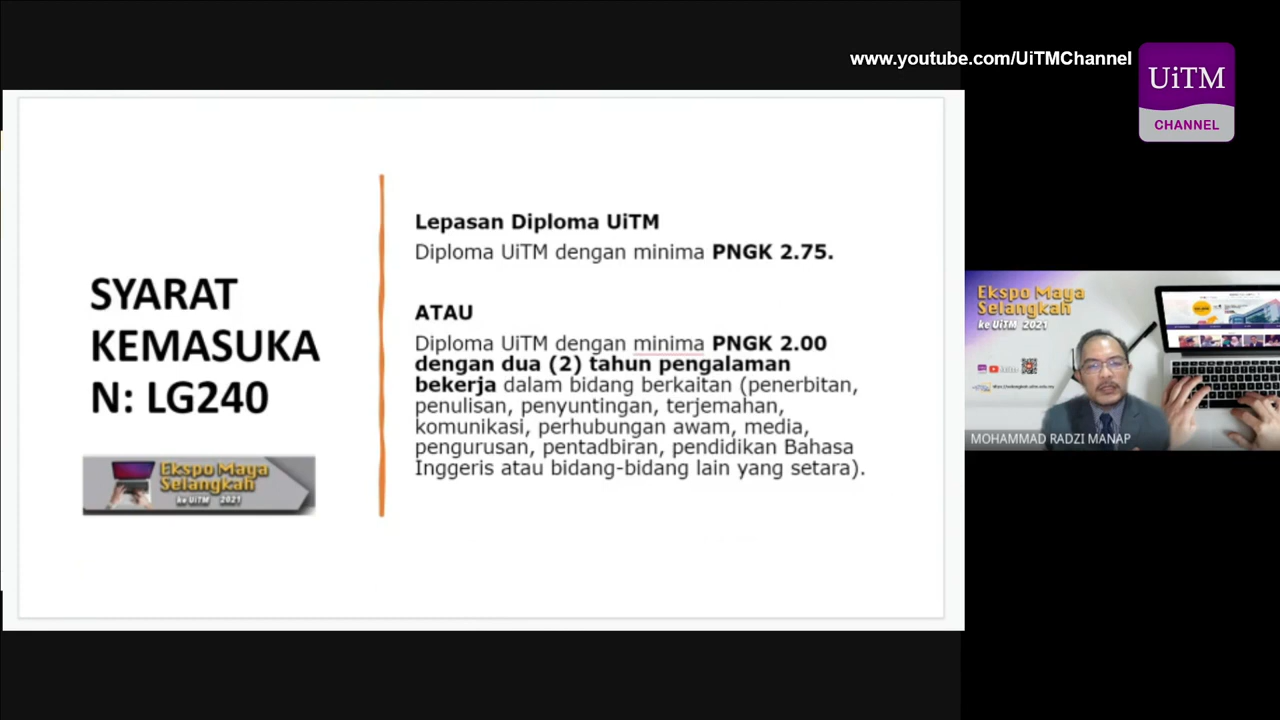 www.youtube.com/UiTMChannel
UiTM
CHANNEL
SYARAT
KEMASUKA
N: LG240
Ekspo Maya
Selangkah
ke UiTM 2021
Lepasan Diploma UiTM
Diploma UiTM dengan minima PNGK 2.75.
ATAU
Diploma UiTM dengan minima PNGK 2.00
dengan dua (2) tahun pengalaman
bekerja dalam bidang berkaitan (penerbitan,
penulisan, penyuntingan, terjemahan,
komunikasi, perhubungan awam, media,
pengurusan, pentadbiran, pendidikan Bahasa
Inggeris atau bidang-bidang lain yang setara).
Ekspo Maya
Selangkah
ke UiTM 2021
MOHAMMAD RADZI MANAP